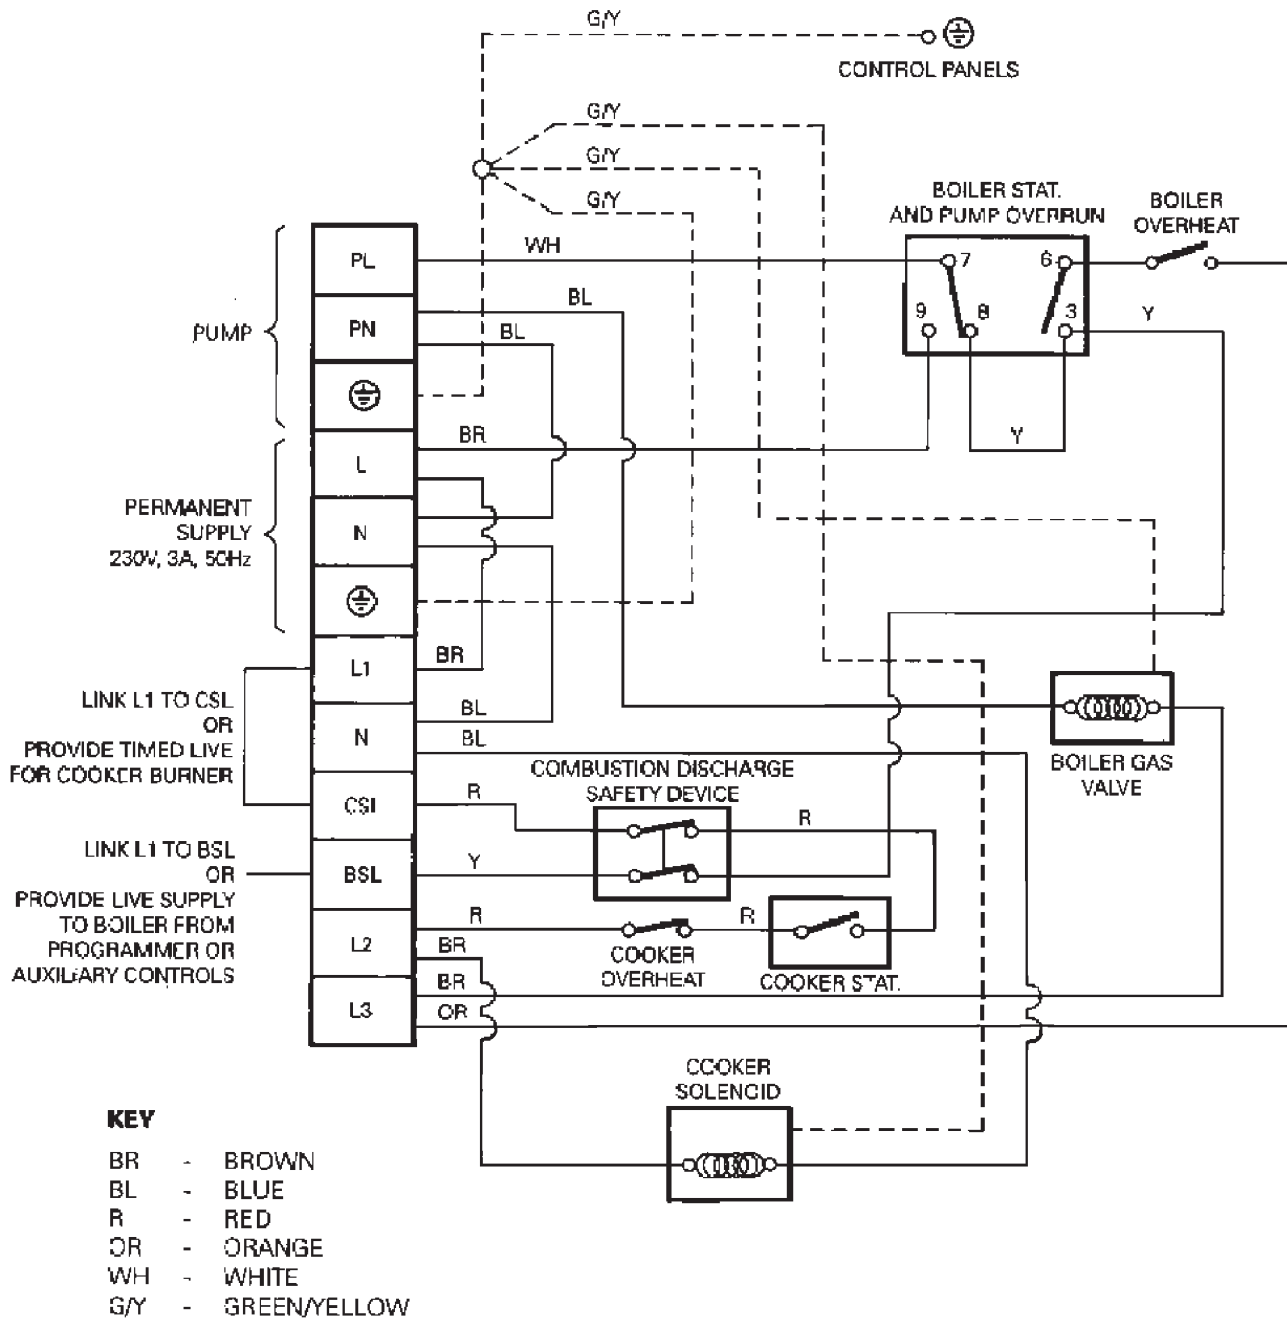 G/Y
CONTROL PANELS
G/Y
G/Y
G/Y
BOILER STAT.
AND PUMP OVERRUN
BOILER
OVERHEAT
PL
WH
7
6
BL
PUMP
PN
BL
9
8
3
Y
BR
L
Y
PERMANENT
SUPPLY
230V, 3A, 50Hz
N
L1
BR
LINK L1 TO CSL
OR
PROVIDE TIMED LIVE
FOR COOKER BURNER
N
BL
BL
BOILER GAS
VALVE
COMBUSTION DISCHARGE
SAFETY DEVICE
CSI
R
R
LINK L1 TO BSL
OR
PROVIDE LIVE SUPPLY
TO BOILER FROM
PROGRAMMER OR
AUXILIARY CONTROLS
BSL
Y
L2
R
R
BR
COOKER
OVERHEAT
COOKER STAT.
BR
L3
OR
COOKER
SOLENOID
KEY
BR - BROWN
BL - BLUE
R - RED
OR - ORANGE
WH - WHITE
G/Y - GREEN/YELLOW